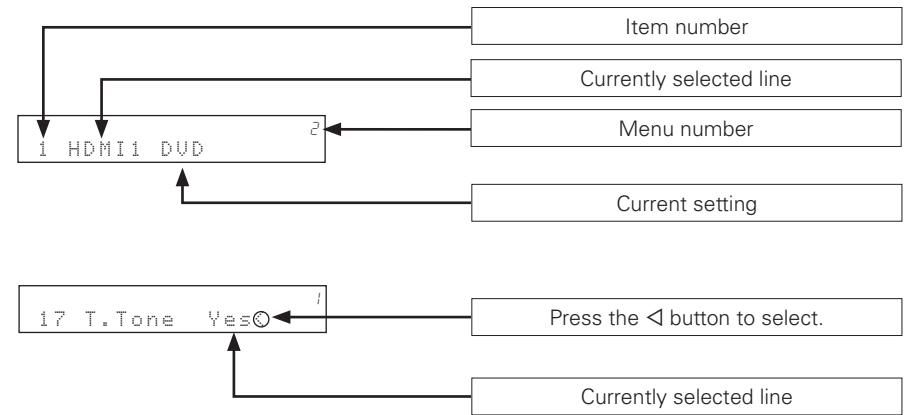 Item number
Currently selected line
2
Menu number
1 HDMI1 DVD
Current setting
1
17 T.Tone Yes<
Press the ◁ button to select.
Currently selected line